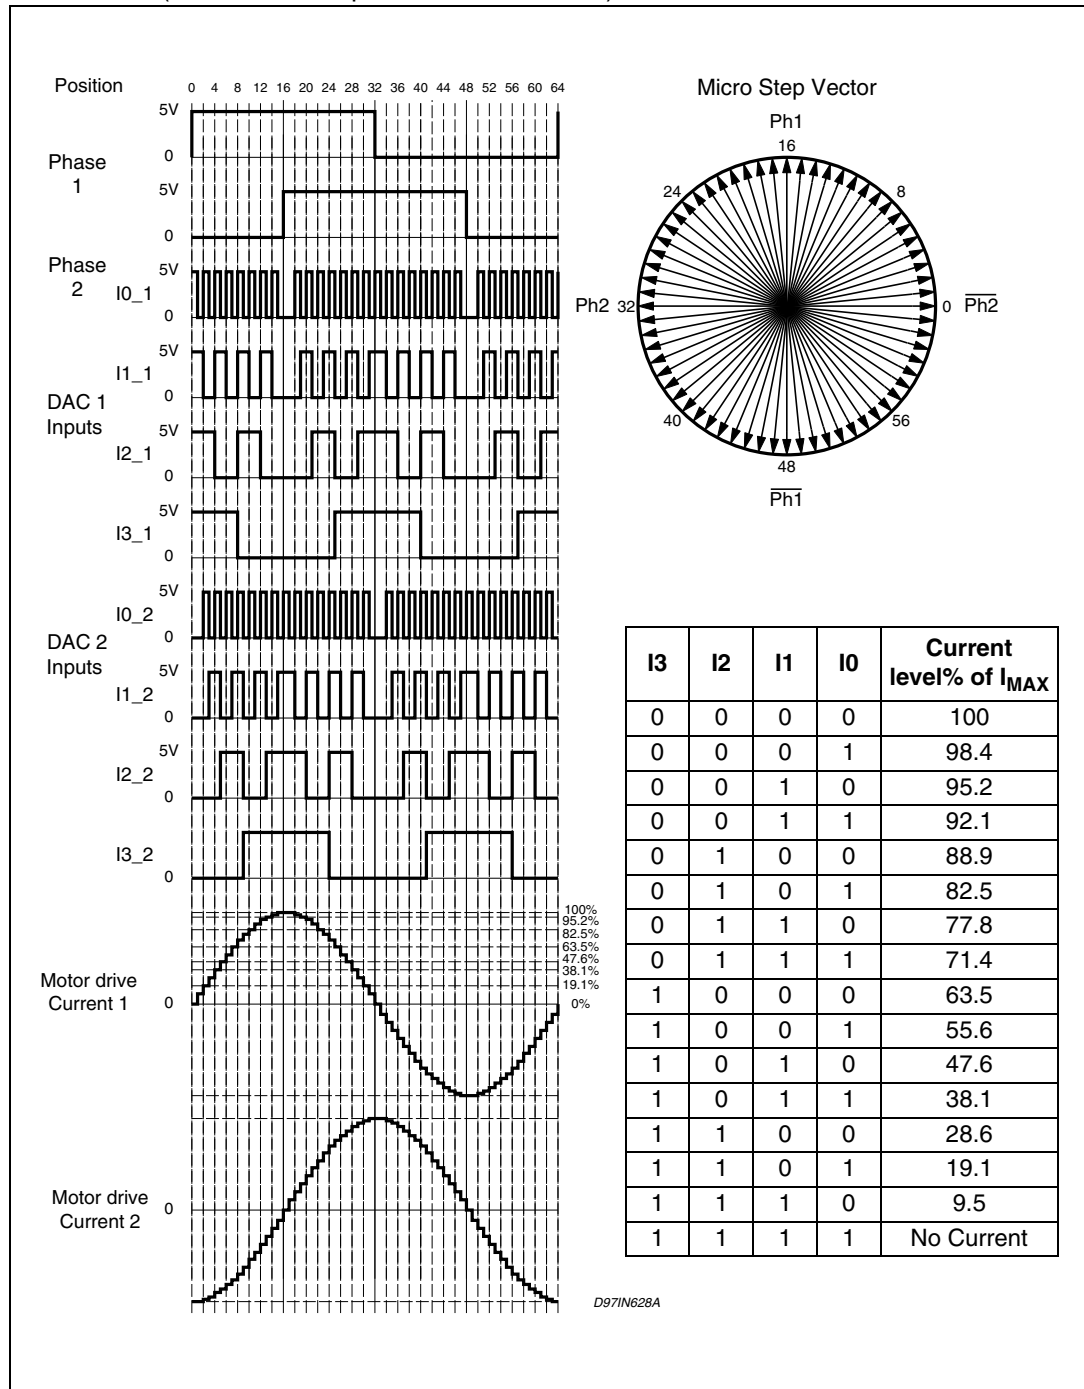 Position
0 4 8 12 16 20 24 28 32 36 40 44 48 52 56 60 64
5V
0
Phase
1
5V
0
Phase
2
I0_1
5V
0
I1_1
5V
0
DAC 1
Inputs
I2_1
5V
0
I3_1
5V
0
I0_2
5V
0
DAC 2
Inputs
I1_2
5V
0
I2_2
5V
0
I3_2
0
Motor drive
Current 1
0
100%
95.2%
82.5%
63.5%
47.6%
38.1%
19.1%
0%
Motor drive
Current 2
0
Micro Step Vector
Ph1
16
24
8
Ph2 32
0 Ph2
40
56
48
Ph1
I3 I2 I1 I0 Current level% of IMAX
0 0 0 0 100
0 0 0 1 98.4
0 0 1 0 95.2
0 0 1 1 92.1
0 1 0 0 88.9
0 1 0 1 82.5
0 1 1 0 77.8
0 1 1 1 71.4
1 0 0 0 63.5
1 0 0 1 55.6
1 0 1 0 47.6
1 0 1 1 38.1
1 1 0 0 28.6
1 1 0 1 19.1
1 1 1 0 9.5
1 1 1 1 No Current
D97IN628A